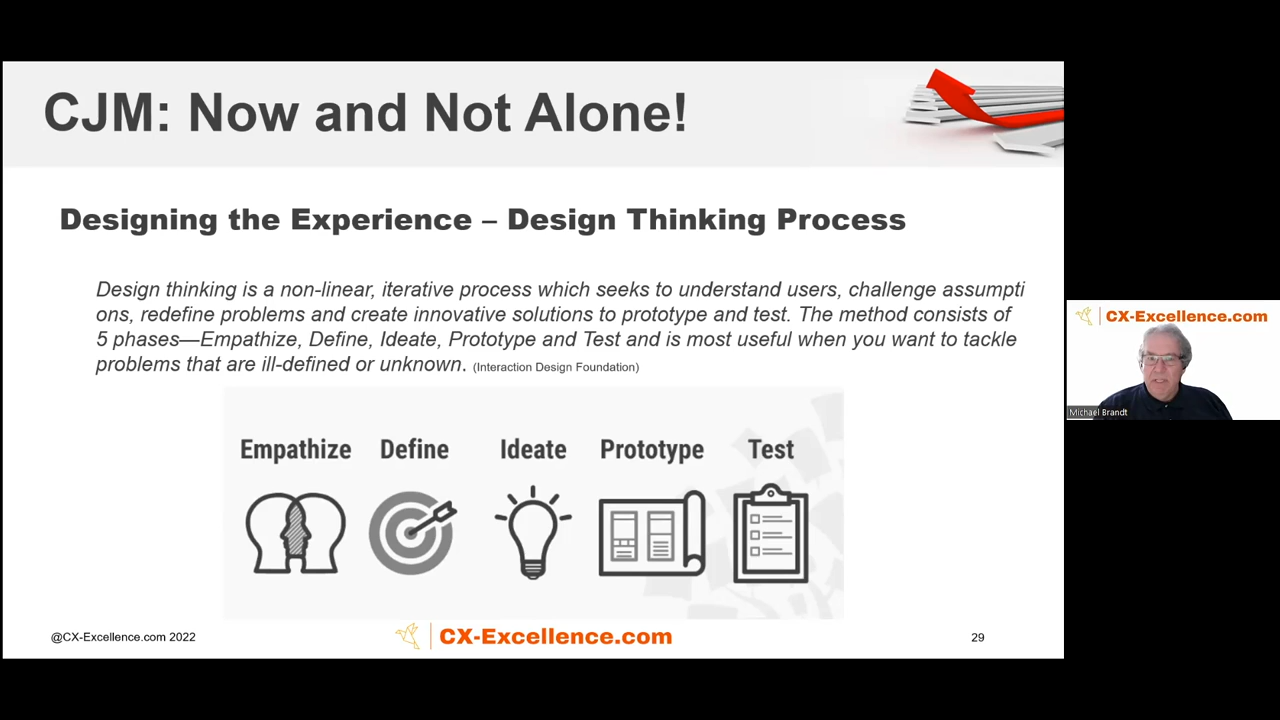 CJM: Now and Not Alone!
Designing the Experience – Design Thinking Process
Design thinking is a non-linear, iterative process which seeks to understand users, challenge assumpti
ons, redefine problems and create innovative solutions to prototype and test. The method consists of
5 phases—Empathize, Define, Ideate, Prototype and Test and is most useful when you want to tackle
problems that are ill-defined or unknown. (Interaction Design Foundation)
Empathize Define Ideate Prototype Test
@CX-Excellence.com 2022
CX-Excellence.com
29
CX-Excellence.com
Michael Brandt